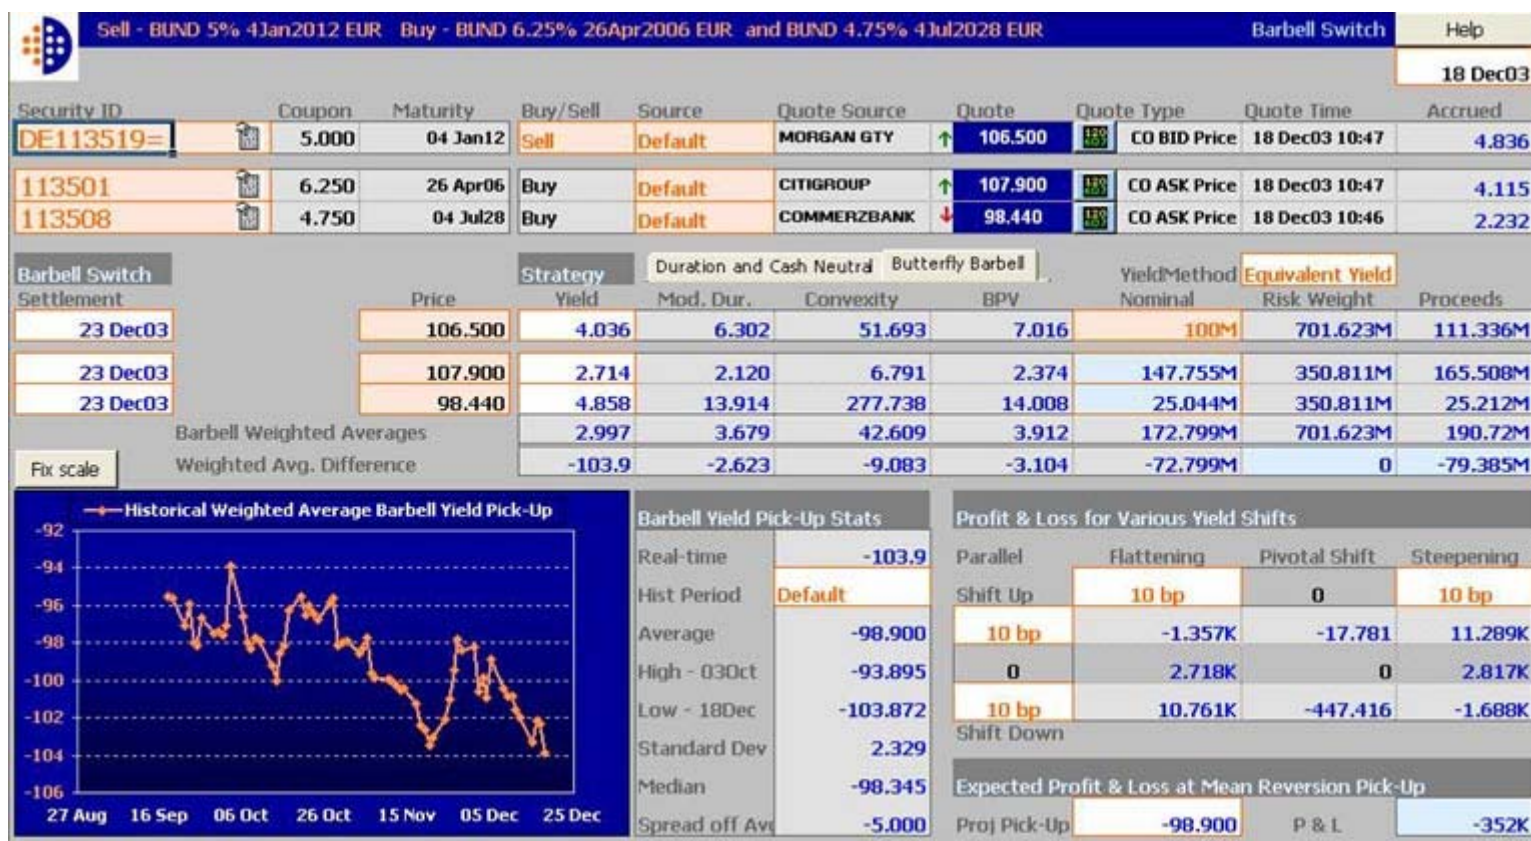 Sell - BUND 5% 4Jan2012 EUR Buy - BUND 6.25% 26Apr2006 EUR and BUND 4.75% 4Jul2028 EUR Barbell Switch Help
18 Dec03
Security ID Coupon Maturity Buy/Sell Source Quote Source Quote Quote Type Quote Time Accrued
DE113519= 5.000 04 Jan12 Sell Default MORGAN GTY 106.500 CO BID Price 18 Dec03 10:47 4.836
113501 6.250 26 Apr06 Buy Default CITIGROUP 107.900 CO ASK Price 18 Dec03 10:47 4.115
113508 4.750 04 Jul28 Buy Default COMMERZBANK 98.440 CO ASK Price 18 Dec03 10:46 2.232
Barbell Switch Strategy Duration and Cash Neutral Butterfly Barbell YieldMethod Equivalent Yield
Settlement Price Yield Mod. Dur. Convexity BPV Nominal Risk Weight Proceeds
23 Dec03 106.500 4.036 6.302 51.693 7.016 100M 701.623M 111.336M
23 Dec03 107.900 2.714 2.120 6.791 2.374 147.755M 350.811M 165.508M
23 Dec03 98.440 4.858 13.914 277.738 14.008 25.044M 350.811M 25.212M
Barbell Weighted Averages 2.997 3.679 42.609 3.912 172.799M 701.623M 190.72M
Fix scale Weighted Avg. Difference -103.9 -2.623 -9.083 -3.104 -72.799M 0 -79.385M
Historical Weighted Average Barbell Yield Pick-Up
-92
-94
-96
-98
-100
-102
-104
-106
27 Aug 16 Sep 06 Oct 26 Oct 15 Nov 05 Dec 25 Dec
Barbell Yield Pick-Up Stats
Real-time -103.9
Hist Period Default
Average -98.900
High - 03Oct -93.895
Low - 18Dec -103.872
Standard Dev 2.329
Median -98.345
Spread off Avg -5.000
Profit & Loss for Various Yield Shifts
Parallel Flattening Pivotal Shift Steepening
Shift Up 10 bp 0 10 bp
10 bp -1.357K -17.781 11.289K
0 2.718K 0 2.817K
10 bp 10.761K -447.416 -1.688K
Shift Down
Expected Profit & Loss at Mean Reversion Pick-Up
Proj Pick-Up -98.900 P & L -352K